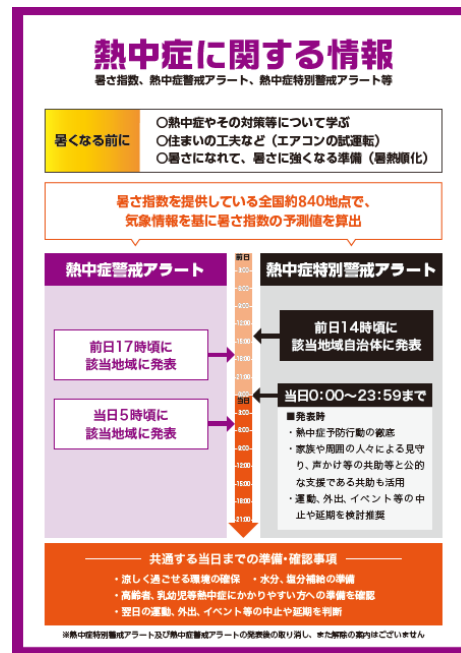 熱中症に関する情報
暑さ指数、熱中症警戒アラート、熱中症特別警戒アラート等
暑くなる前に
○熱中症やその対策等について学ぶ
○住まいの工夫など（エアコンの試運転）
○暑さになれて、暑さに強くなる準備（暑熱順化）
暑さ指数を提供している全国約840地点で、
気象情報を基に暑さ指数の予測値を算出
熱中症警戒アラート
前日17時頃に
該当地域に発表
当日5時頃に
該当地域に発表
前日
当日
熱中症特別警戒アラート
前日14時頃に
該当地域自治体に発表
当日0:00～23:59まで
■発表時
・熱中症予防行動の徹底
・家族や周囲の人々による見守
り、声かけ等の共助等と公的
な支援である共助も活用
・運動、外出、イベント等の中
止や延期を検討推奨
共通する当日までの準備・確認事項
・涼しく過ごせる環境の確保 ・水分、塩分補給の準備
・高齢者、乳幼児等熱中症にかかりやすい方への準備を確認
・翌日の運動、外出、イベント等の中止や延期を判断
※熱中症特別警戒アラート及び熱中症警戒アラートの発表後の取り消し、また解除の案内はございません